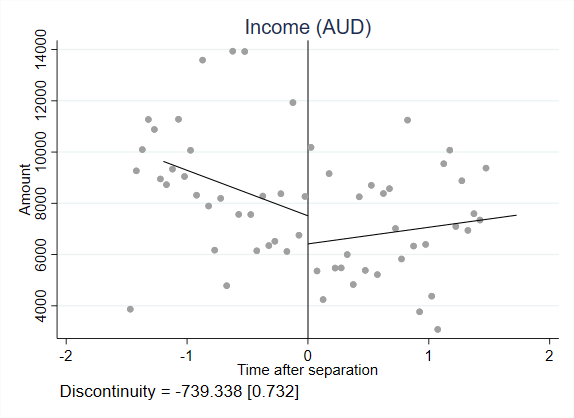 Income (AUD)
14000
12000
10000
8000
6000
4000
Amount
-2
-1
0
1
2
Time after separation
Discontinuity = -739.338 [0.732]